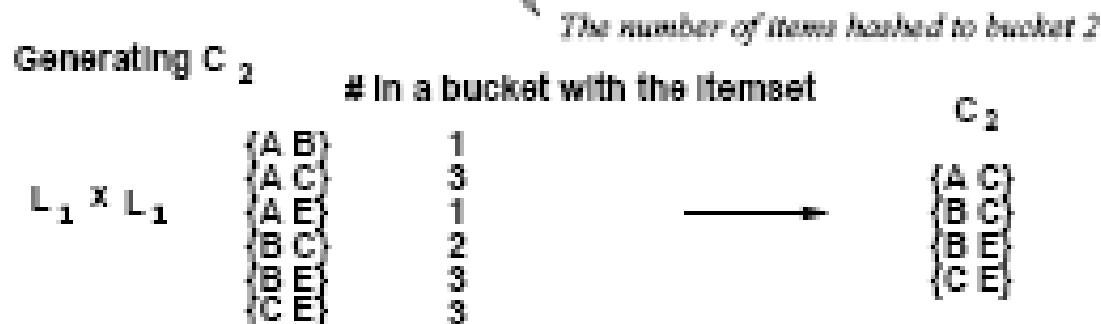 The number of items hashed to bucket 2
Generating C 2
# in a bucket with the itemset
C 2
L 1 x L 1
{A B} 1
{A C} 3
{A E} 1
{B C} 2
{B E} 3
{C E} 3
{A C}
{B C}
{B E}
{C E}